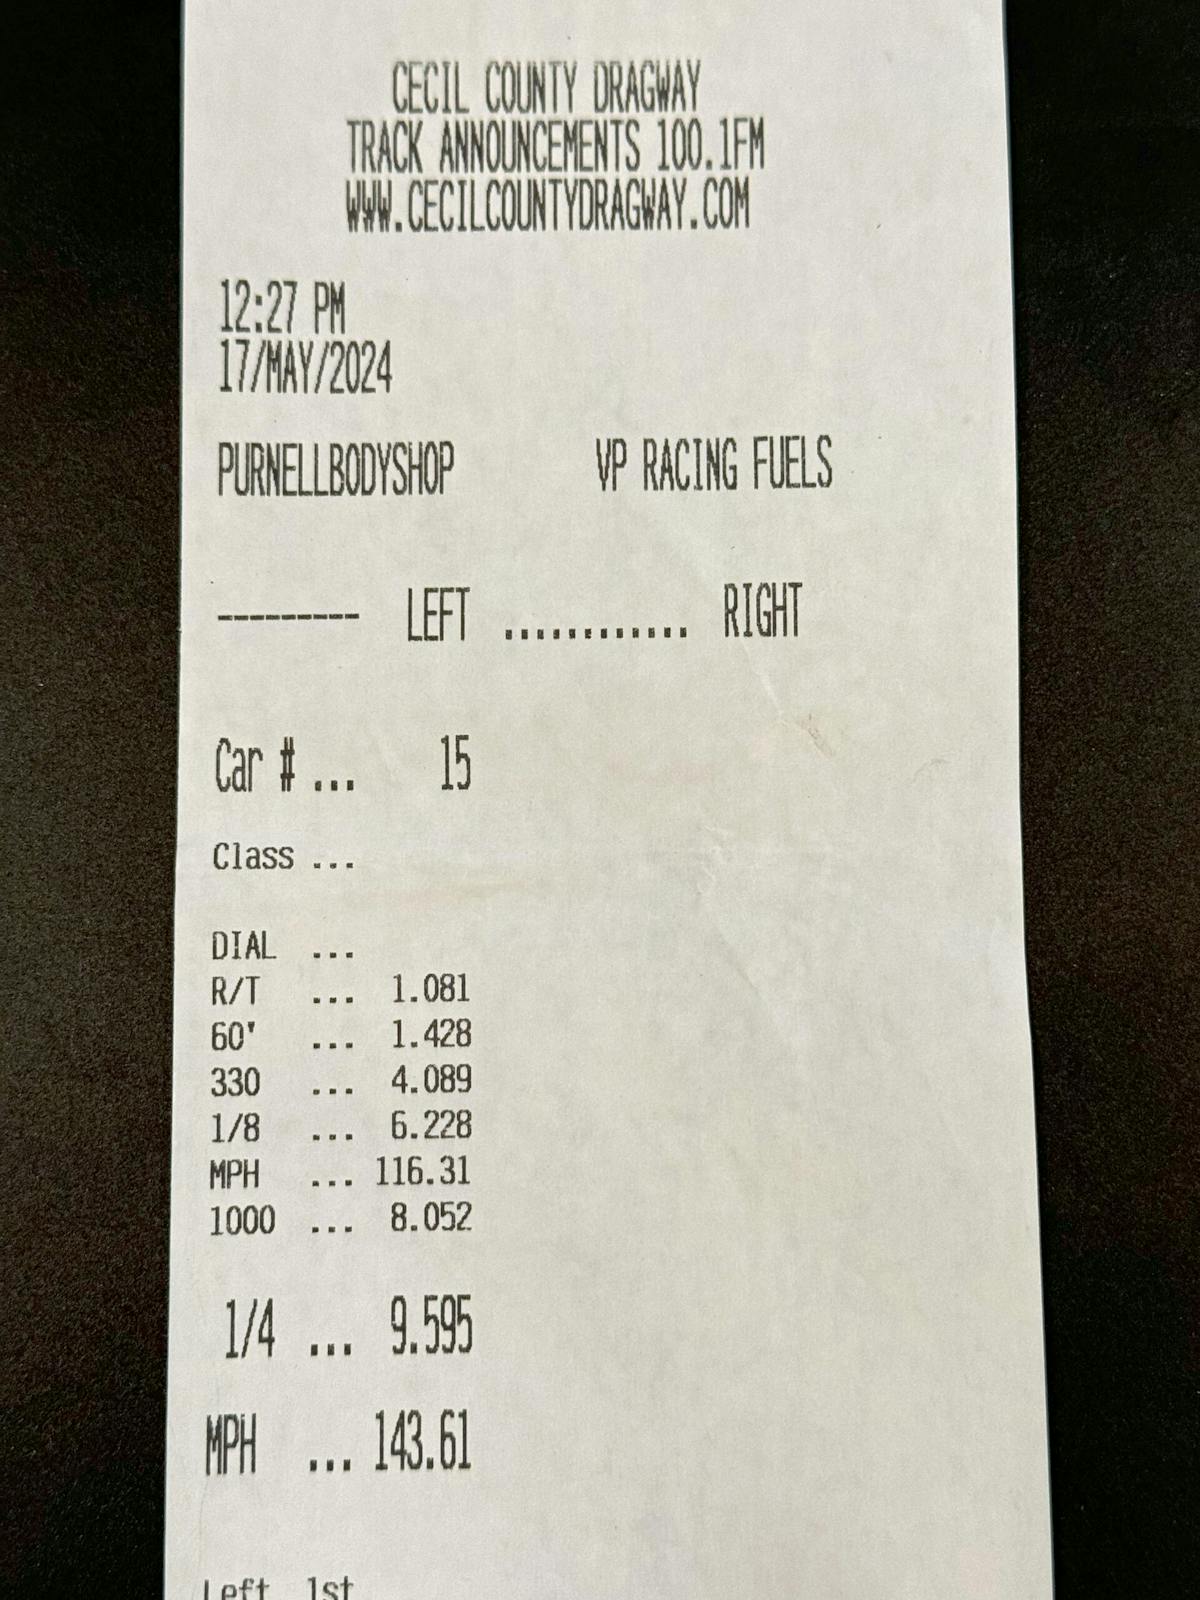 CECIL COUNTY DRAGWAY
TRACK ANNOUNCEMENTS 100.1FM
WWW.CECILCOUNTYDRAGWAY.COM
12:27 PM
17/MAY/2024
PURNELLBODYSHOP VP RACING FUELS
--------- LEFT ............ RIGHT
Car # ... 15
Class ...
DIAL ...
R/T ... 1.081
60' ... 1.428
330 ... 4.089
1/8 ... 6.228
MPH ... 116.31
1000 ... 8.052
1/4 ... 9.595
MPH ... 143.61
Left 1st